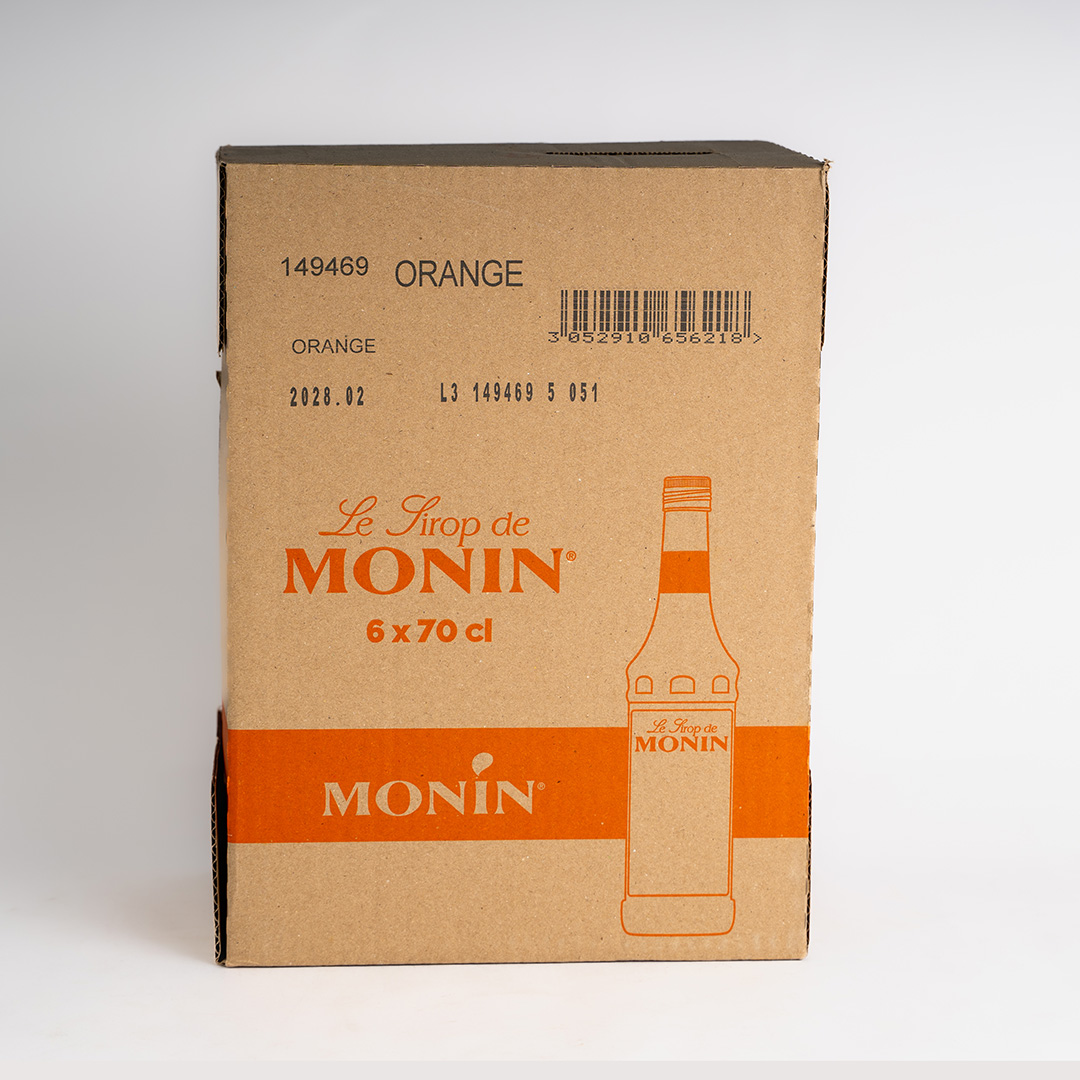 149469 ORANGE
3 052910 656218 >
ORANGE
2028.02 L3 149469 5 051
Le Sirop de
MONIN®
6 x 70 cl
Le Sirop de
MONIN
MONIN®